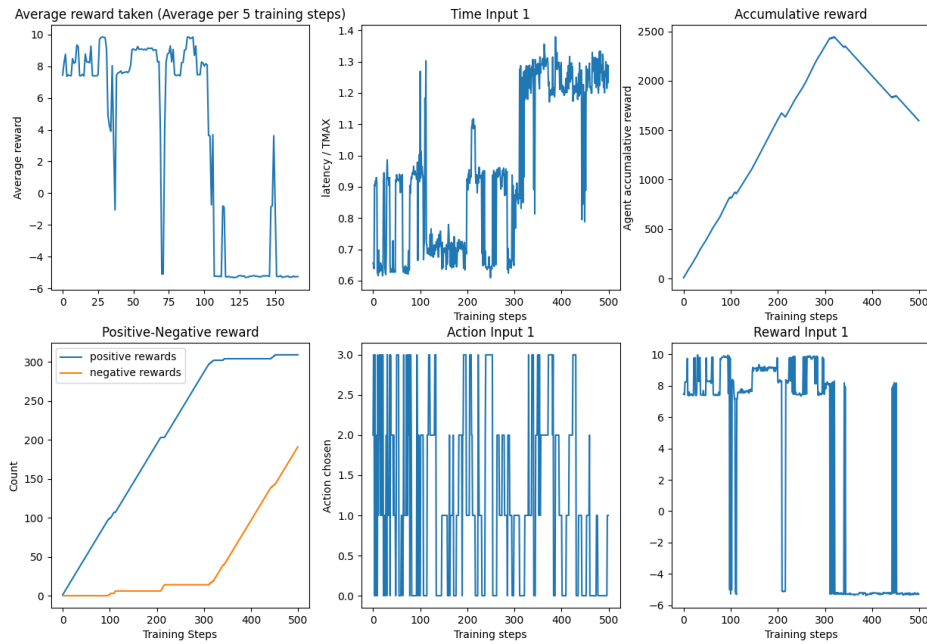 Average reward taken (Average per 5 training steps)
Time Input 1
Accumulative reward
Average reward
10
8
6
4
2
0
−2
−4
−6
0 25 50 75 100 125 150
latency / TMAX
1.4
1.3
1.2
1.1
1.0
0.9
0.8
0.7
0.6
0 100 200 300 400 500
Training steps
Agent accumulative reward
2500
2000
1500
1000
500
0
0 100 200 300 400 500
Training steps
Positive-Negative reward
Action Input 1
Reward Input 1
positive rewards
negative rewards
Count
300
250
200
150
100
50
0
0 100 200 300 400 500
Training Steps
Action chosen
3.0
2.5
2.0
1.5
1.0
0.5
0.0
0 100 200 300 400 500
Training steps
10
8
6
4
2
0
−2
−4
−6
0 100 200 300 400 500
Training steps